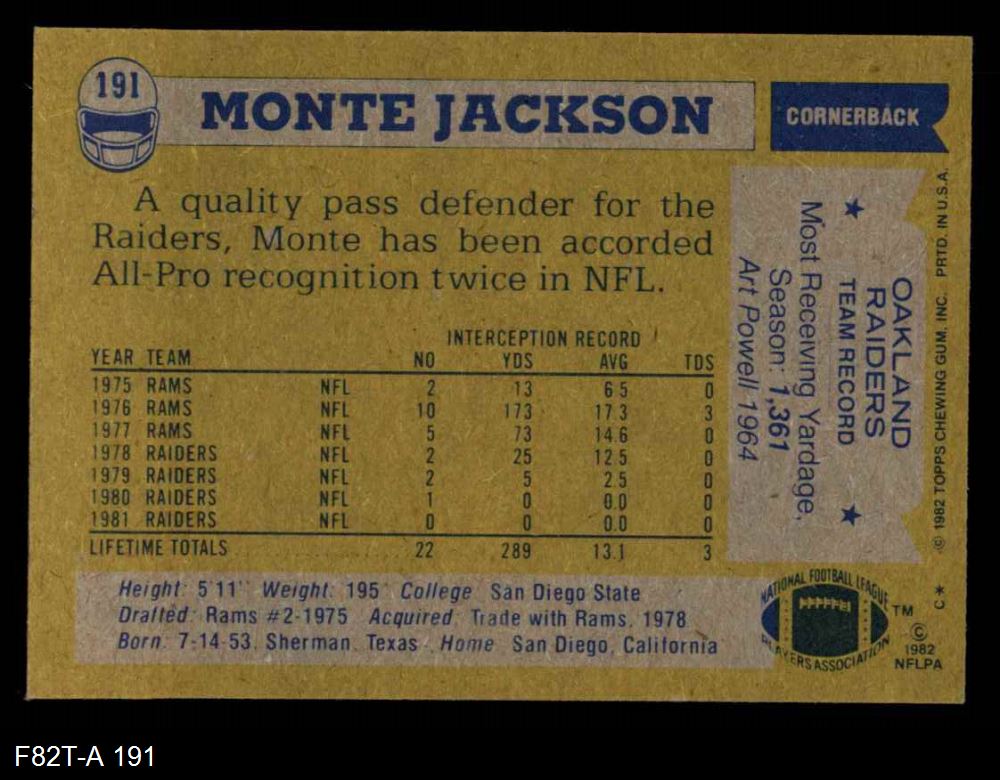 191
MONTE JACKSON
CORNERBACK
A quality pass defender for the
Raiders, Monte has been accorded
All-Pro recognition twice in NFL.
INTERCEPTION RECORD
YEAR TEAM NO YDS AVG TDS
1975 RAMS NFL 2 13 6.5 0
1976 RAMS NFL 10 173 17.3 3
1977 RAMS NFL 5 73 14.6 0
1978 RAIDERS NFL 2 25 12.5 0
1979 RAIDERS NFL 2 5 2.5 0
1980 RAIDERS NFL 1 0 0.0 0
1981 RAIDERS NFL 0 0 0.0 0
LIFETIME TOTALS 22 289 13.1 3
Height: 5'11" Weight: 195 College: San Diego State
Drafted: Rams #2-1975 Acquired: Trade with Rams, 1978
Born: 7-14-53, Sherman, Texas Home: San Diego, California
OAKLAND
RAIDERS
★ TEAM RECORD ★
Most Receiving Yardage,
Season: 1,361
Art Powell 1964
© 1982 TOPPS CHEWING GUM, INC. PRTD. IN U.S.A.
C *
NATIONAL FOOTBALL LEAGUE
PLAYERS ASSOCIATION
TM
©
1982
NFLPA
F82T-A 191